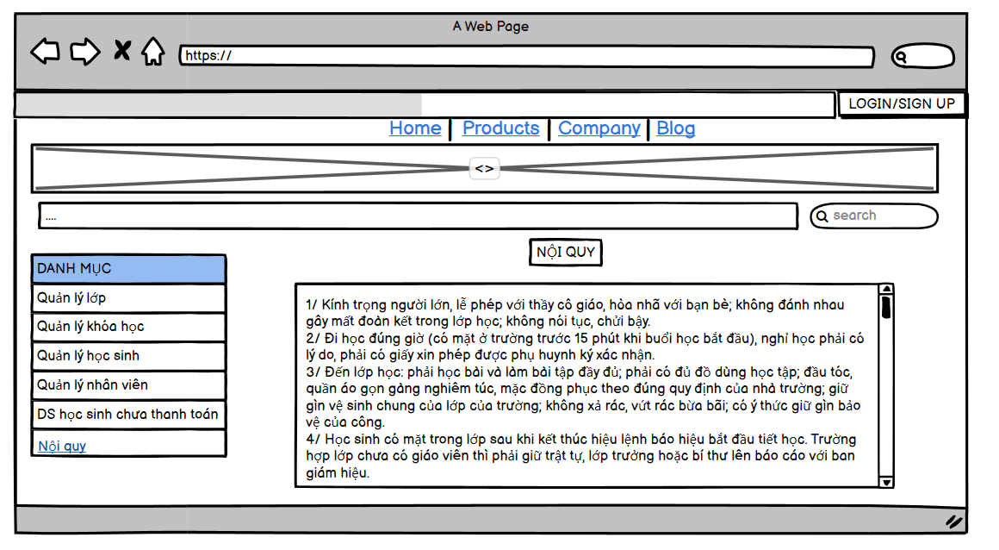 A Web Page
https://
LOGIN/SIGN UP
Home | Products | Company | Blog
<>
....
search
NỘI QUY
DANH MỤC
Quản lý lớp
Quản lý khóa học
Quản lý học sinh
Quản lý nhân viên
DS học sinh chưa thanh toán
Nội quy
1/ Kính trọng người lớn, lễ phép với thầy cô giáo, hòa nhã với bạn bè; không đánh nhau
gây mất đoàn kết trong lớp học; không nói tục, chửi bậy.
2/ Đi học đúng giờ (có mặt ở trường trước 15 phút khi buổi học bắt đầu), nghỉ học phải có
lý do, phải có giấy xin phép được phụ huynh ký xác nhận.
3/ Đến lớp học: phải học bài và làm bài tập đầy đủ; phải có đủ đồ dùng học tập; đầu tóc,
quần áo gọn gàng nghiêm túc, mặc đồng phục theo đúng quy định của nhà trường; giữ
gìn vệ sinh chung của lớp của trường; không xả rác, vứt rác bừa bãi; có ý thức giữ gìn bảo
vệ của công.
4/ Học sinh có mặt trong lớp sau khi kết thúc hiệu lệnh báo hiệu bắt đầu tiết học. Trường
hợp lớp chưa có giáo viên thì phải giữ trật tự, lớp trưởng hoặc bí thư lên báo cáo với ban
giám hiệu.